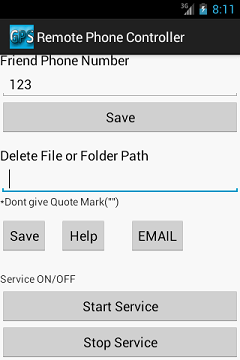 3G 8:11
GPS Remote Phone Controller
Friend Phone Number
123
Save
Delete File or Folder Path
*Dont give Quote Mark("")
Save Help EMAIL
Service ON/OFF
Start Service
Stop Service